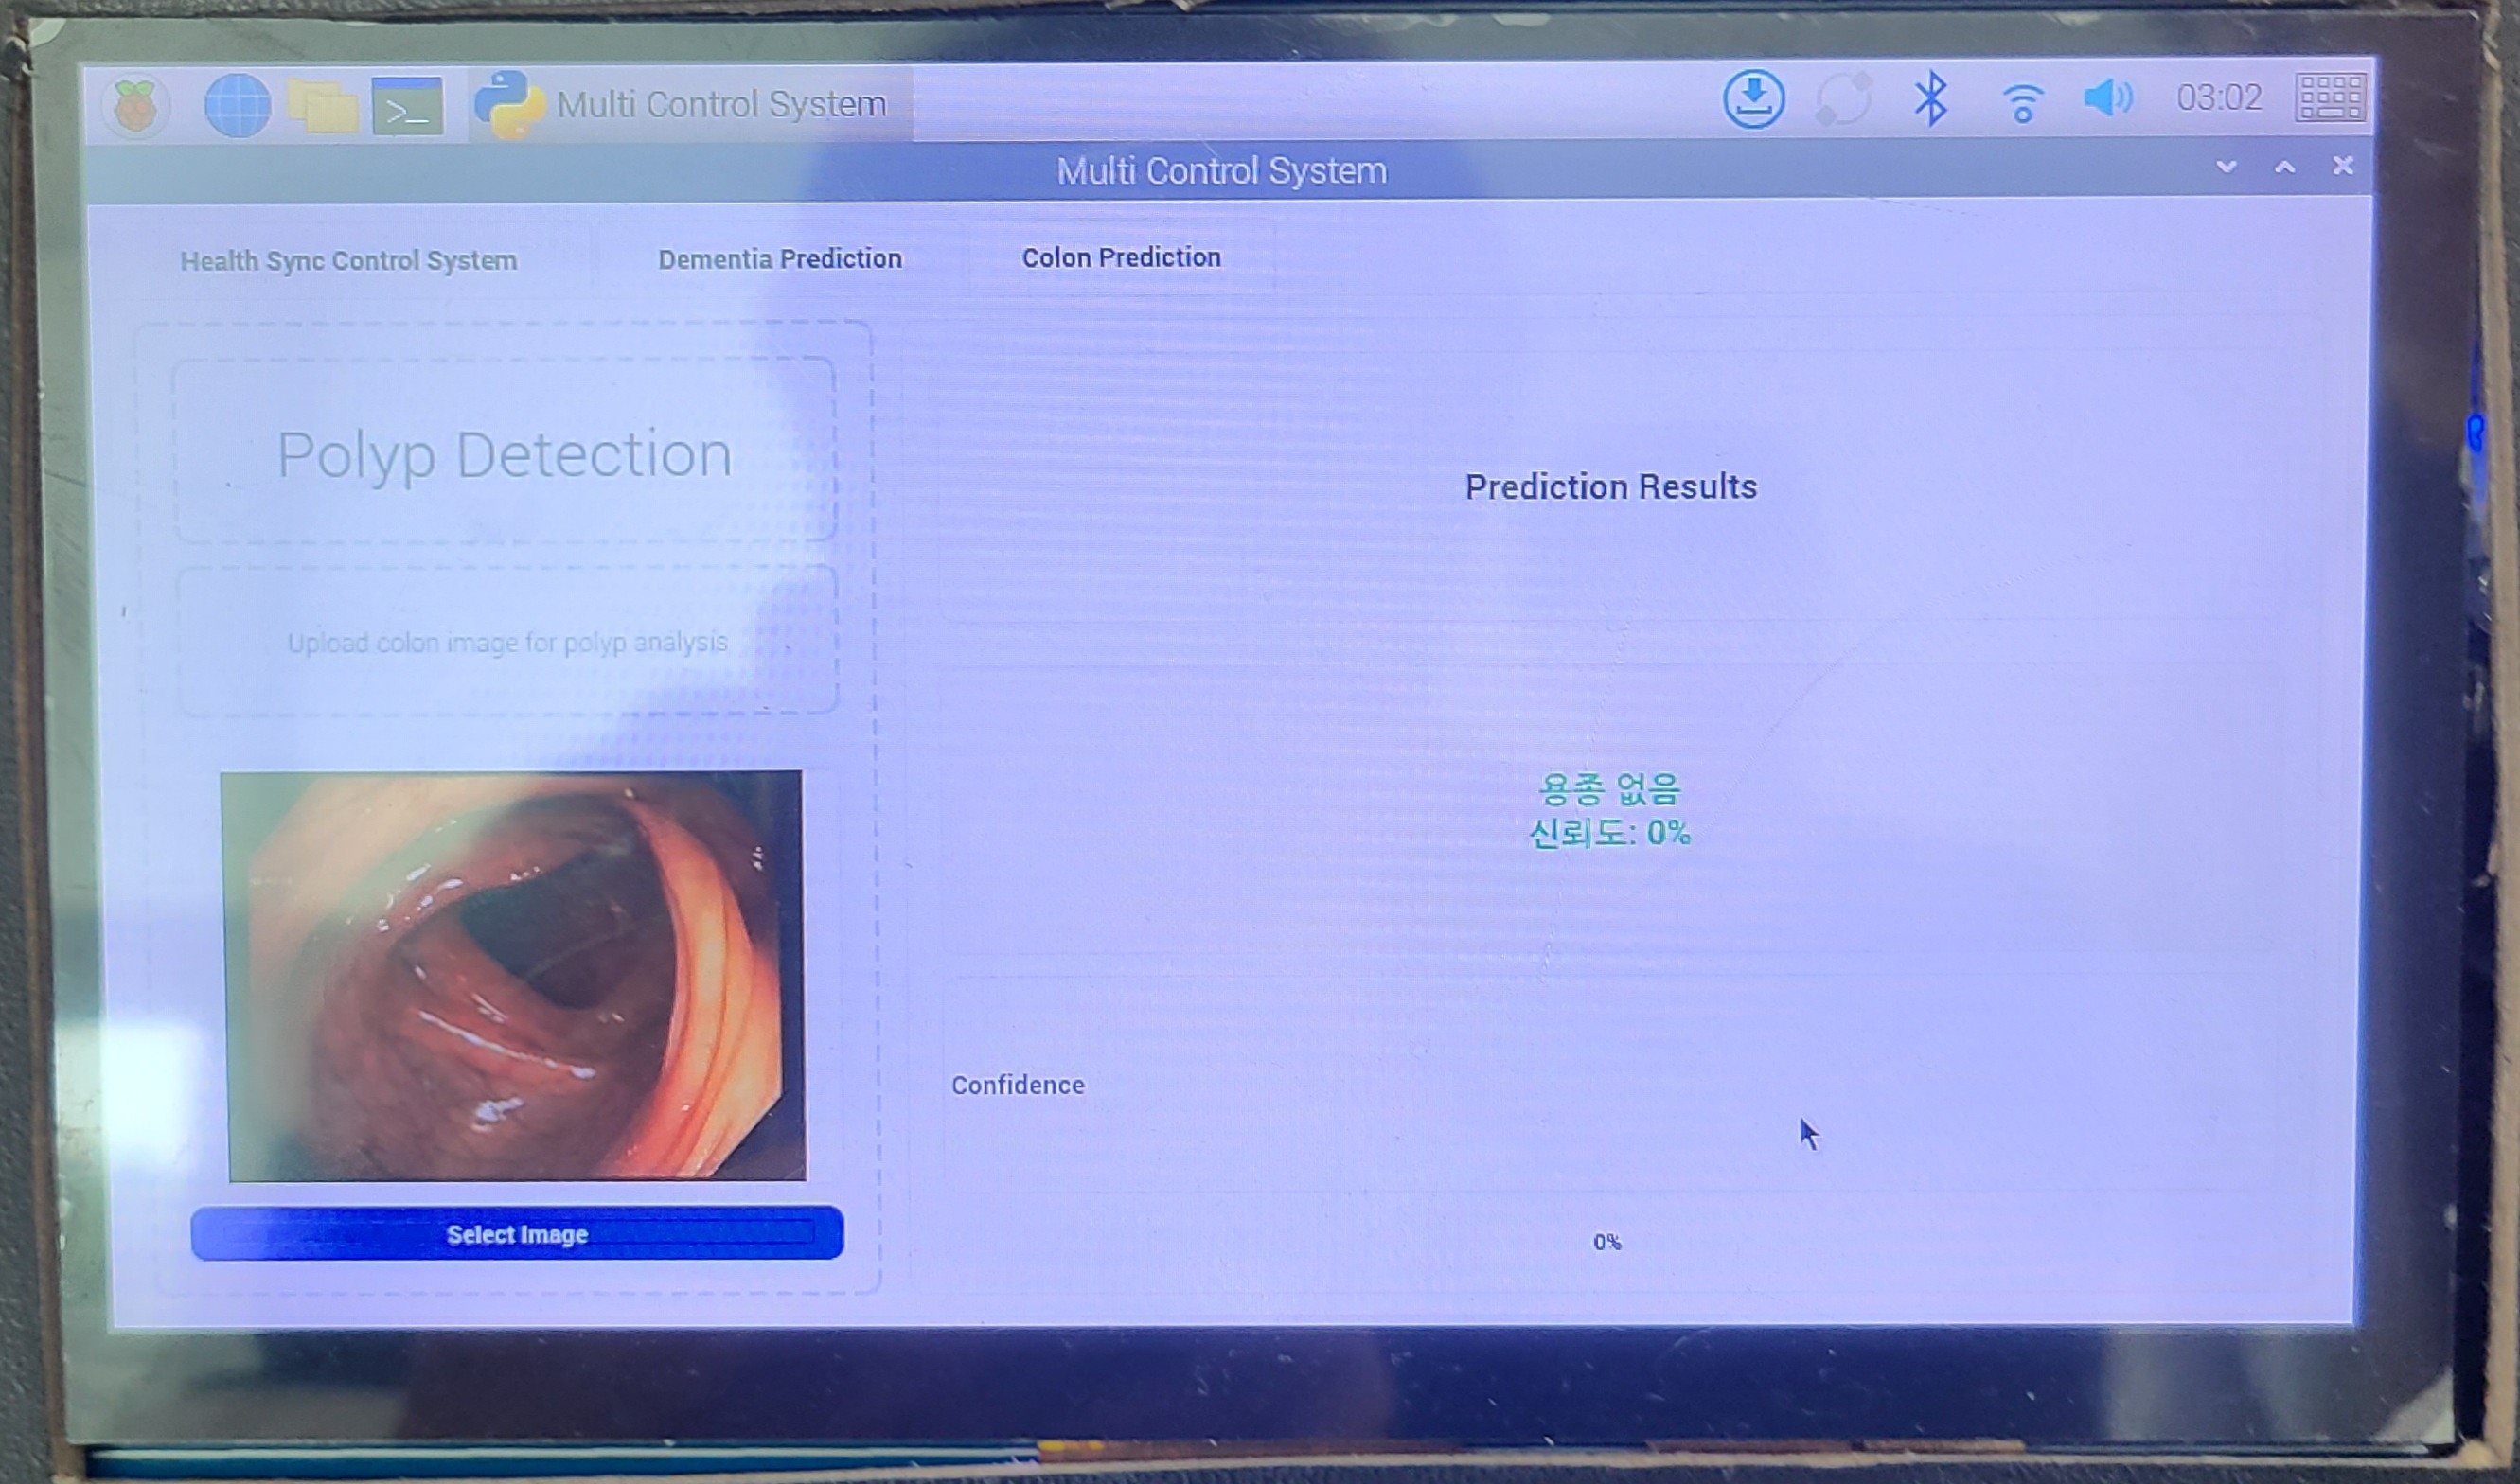 >_
Multi Control System
03:02
Multi Control System
Health Sync Control System
Dementia Prediction
Colon Prediction
Polyp Detection
Upload colon image for polyp analysis
Select Image
Prediction Results
용종 없음
신뢰도: 0%
Confidence
0%